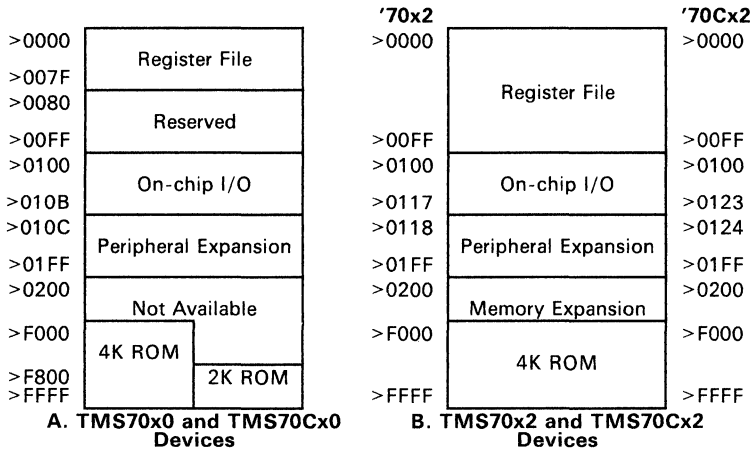 '70x2
'70Cx2
>0000
Register File
>007F
>0080
Reserved
>00FF
>0100
On-chip I/O
>010B
>010C
Peripheral Expansion
>01FF
>0200
Not Available
>F000
4K ROM
>F800
2K ROM
>FFFF
A. TMS70x0 and TMS70Cx0
Devices
>0000
>0000
Register File
>00FF
>00FF
>0100
>0100
On-chip I/O
>0117
>0123
>0118
>0124
Peripheral Expansion
>01FF
>01FF
>0200
>0200
Memory Expansion
>F000
>F000
4K ROM
>FFFF
>FFFF
B. TMS70x2 and TMS70Cx2
Devices